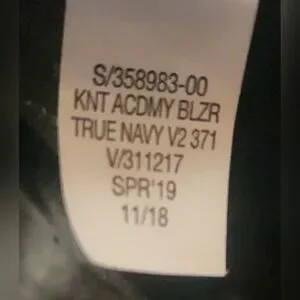 S/358983-00
KNT ACDMY BLZR
TRUE NAVY V2 371
V/311217
SPR'19
11/18